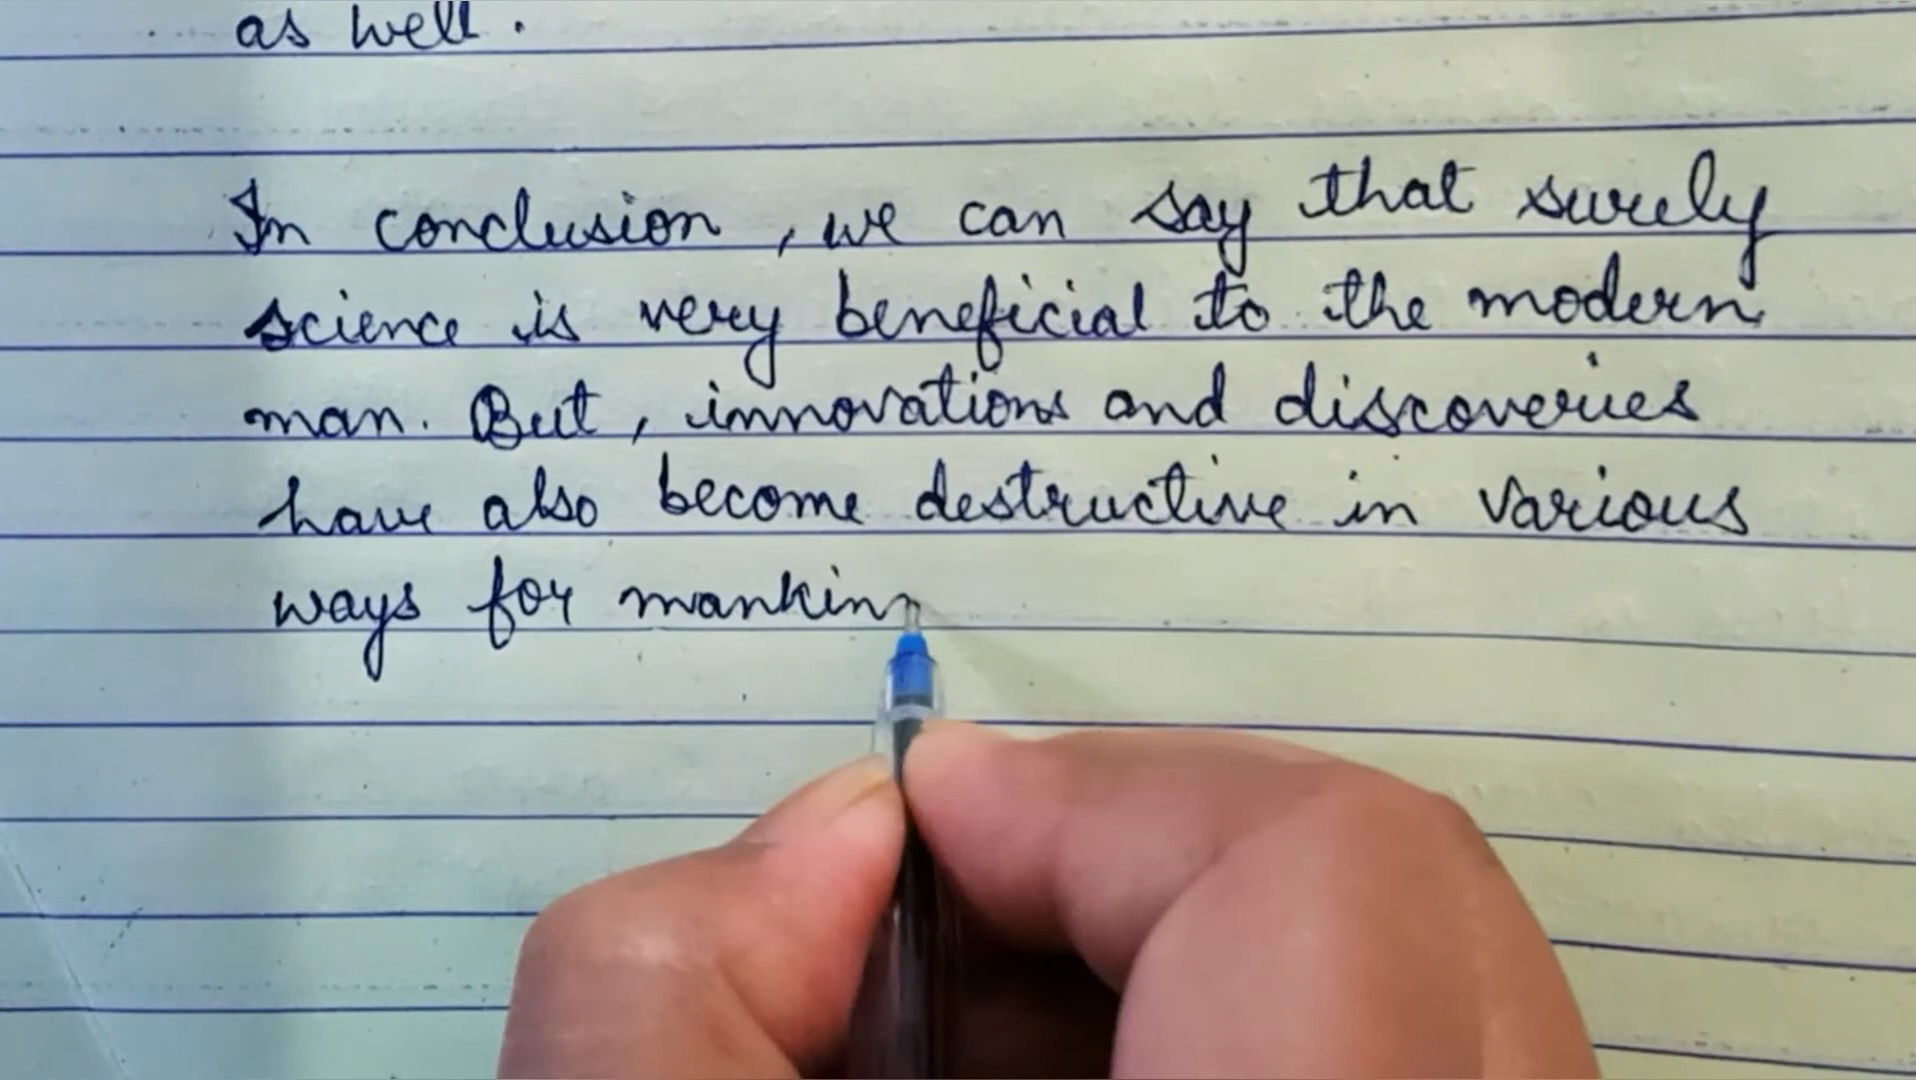 as well.
In conclusion, we can say that surely
science is very beneficial to the modern
man. But, innovations and discoveries
have also become destructive in various
ways for mankin